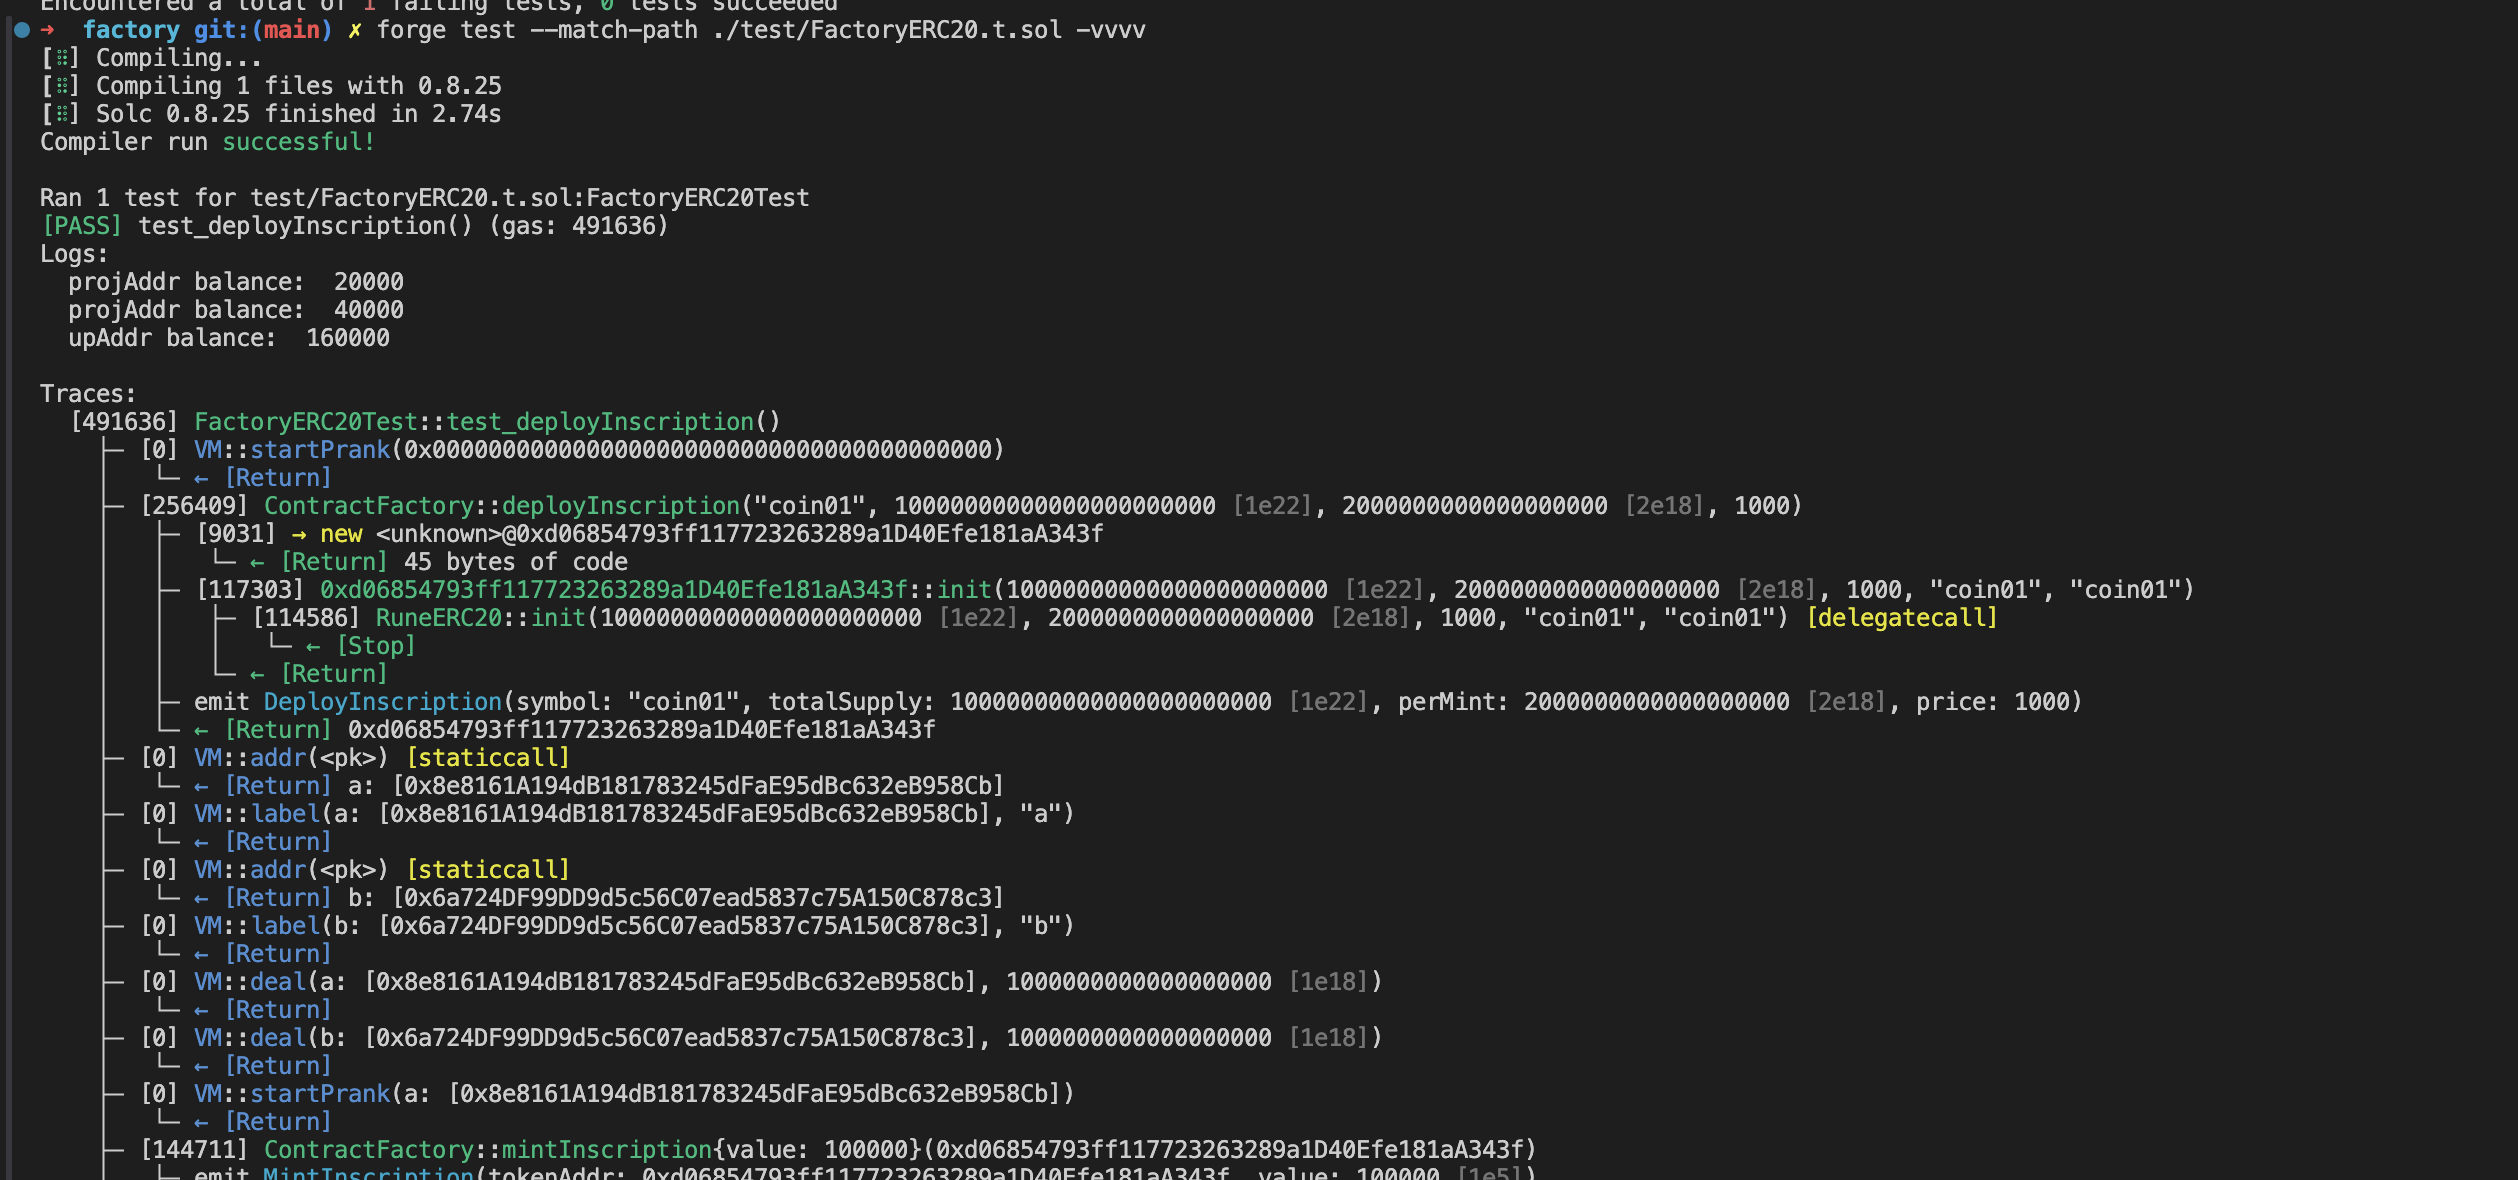 Encountered a total of 1 failing tests, 0 tests succeeded
➜  factory git:(main) ✗ forge test --match-path ./test/FactoryERC20.t.sol -vvvv
[⠿] Compiling...
[⠿] Compiling 1 files with 0.8.25
[⠿] Solc 0.8.25 finished in 2.74s
Compiler run successful!
Ran 1 test for test/FactoryERC20.t.sol:FactoryERC20Test
[PASS] test_deployInscription() (gas: 491636)
Logs:
  projAddr balance:  20000
  projAddr balance:  40000
  upAddr balance:  160000
Traces:
  [491636] FactoryERC20Test::test_deployInscription()
    ├─ [0] VM::startPrank(0x0000000000000000000000000000000000000000)
    │   └─ ← [Return]
    ├─ [256409] ContractFactory::deployInscription("coin01", 10000000000000000000000 [1e22], 2000000000000000000 [2e18], 1000)
    │   ├─ [9031] → new <unknown>@0xd06854793ff117723263289a1D40Efe181aA343f
    │   │   └─ ← [Return] 45 bytes of code
    │   ├─ [117303] 0xd06854793ff117723263289a1D40Efe181aA343f::init(10000000000000000000000 [1e22], 2000000000000000000 [2e18], 1000, "coin01", "coin01")
    │   │   ├─ [114586] RuneERC20::init(10000000000000000000000 [1e22], 2000000000000000000 [2e18], 1000, "coin01", "coin01") [delegatecall]
    │   │   │   └─ ← [Stop]
    │   │   └─ ← [Return]
    │   ├─ emit DeployInscription(symbol: "coin01", totalSupply: 10000000000000000000000 [1e22], perMint: 2000000000000000000 [2e18], price: 1000)
    │   └─ ← [Return] 0xd06854793ff117723263289a1D40Efe181aA343f
    ├─ [0] VM::addr(<pk>) [staticcall]
    │   └─ ← [Return] a: [0x8e8161A194dB181783245dFaE95dBc632eB958Cb]
    ├─ [0] VM::label(a: [0x8e8161A194dB181783245dFaE95dBc632eB958Cb], "a")
    │   └─ ← [Return]
    ├─ [0] VM::addr(<pk>) [staticcall]
    │   └─ ← [Return] b: [0x6a724DF99DD9d5c56C07ead5837c75A150C878c3]
    ├─ [0] VM::label(b: [0x6a724DF99DD9d5c56C07ead5837c75A150C878c3], "b")
    │   └─ ← [Return]
    ├─ [0] VM::deal(a: [0x8e8161A194dB181783245dFaE95dBc632eB958Cb], 1000000000000000000 [1e18])
    │   └─ ← [Return]
    ├─ [0] VM::deal(b: [0x6a724DF99DD9d5c56C07ead5837c75A150C878c3], 1000000000000000000 [1e18])
    │   └─ ← [Return]
    ├─ [0] VM::startPrank(a: [0x8e8161A194dB181783245dFaE95dBc632eB958Cb])
    │   └─ ← [Return]
    ├─ [144711] ContractFactory::mintInscription{value: 100000}(0xd06854793ff117723263289a1D40Efe181aA343f)
    │   ├─ emit MintInscription(tokenAddr: 0xd06854793ff117723263289a1D40Efe181aA343f, value: 100000 [1e5])